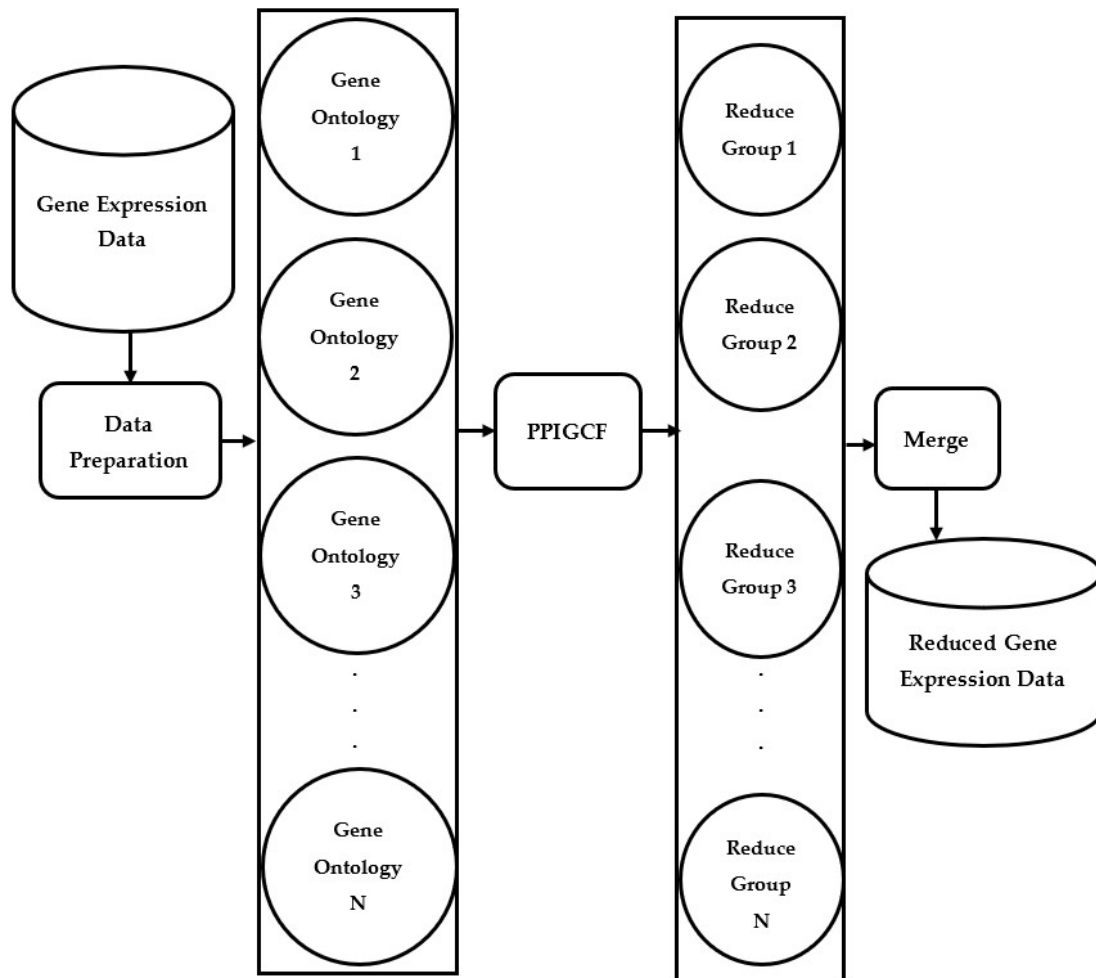 Gene Expression
Data
Data
Preparation
Gene
Ontology
1
Gene
Ontology
2
Gene
Ontology
3
.
.
.
Gene
Ontology
N
PPIGCF
Reduce
Group 1
Reduce
Group 2
Reduce
Group 3
.
.
.
Reduce
Group
N
Merge
Reduced Gene
Expression Data